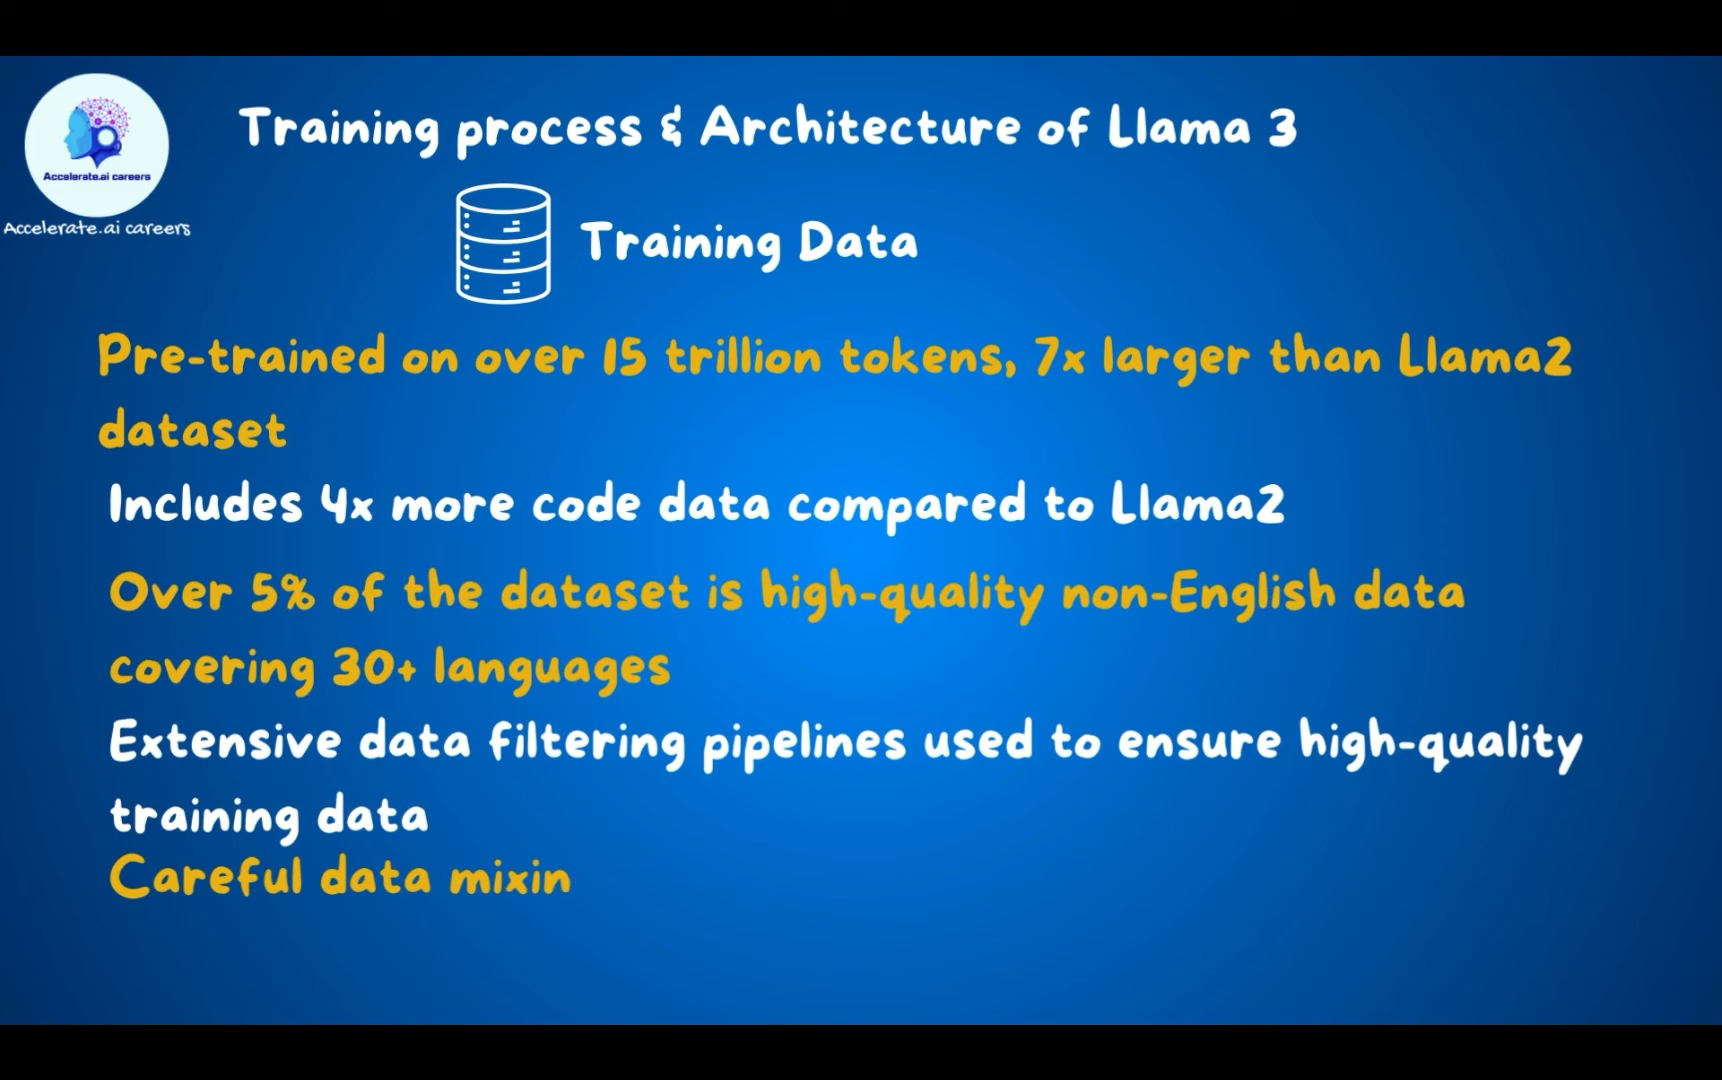 Training process & Architecture of Llama 3
Accelerate.ai careers
Accelerate.ai careers
Training Data
Pre-trained on over 15 trillion tokens, 7x larger than Llama2
dataset
Includes 4x more code data compared to Llama2
Over 5% of the dataset is high-quality non-English data
covering 30+ languages
Extensive data filtering pipelines used to ensure high-quality
training data
Careful data mixin